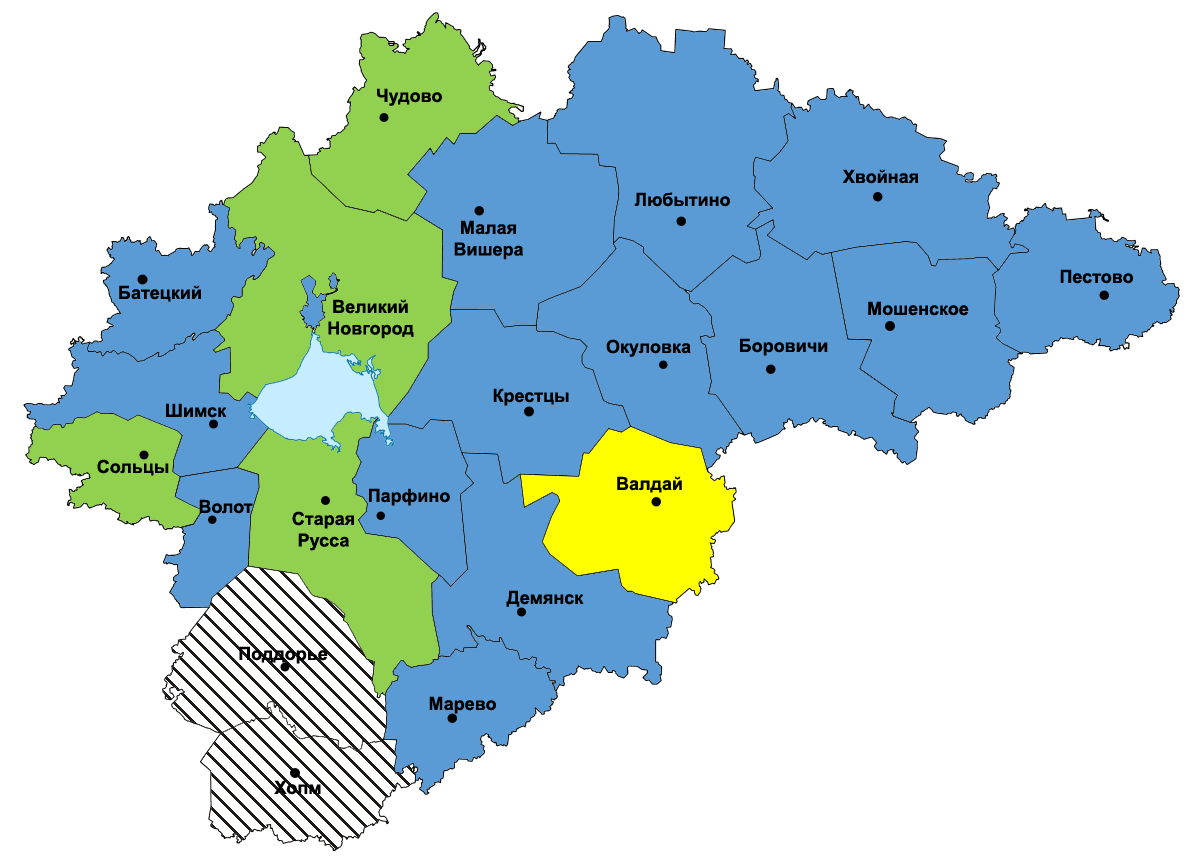 Чудово
Хвойная
Любытино
Малая
Вишера
Пестово
Батецкий
Великий
Новгород
Мошенское
Окуловка
Боровичи
Крестцы
Шимск
Сольцы
Валдай
Парфино
Волот
Старая
Русса
Демянск
Поддорье
Марево
Холм